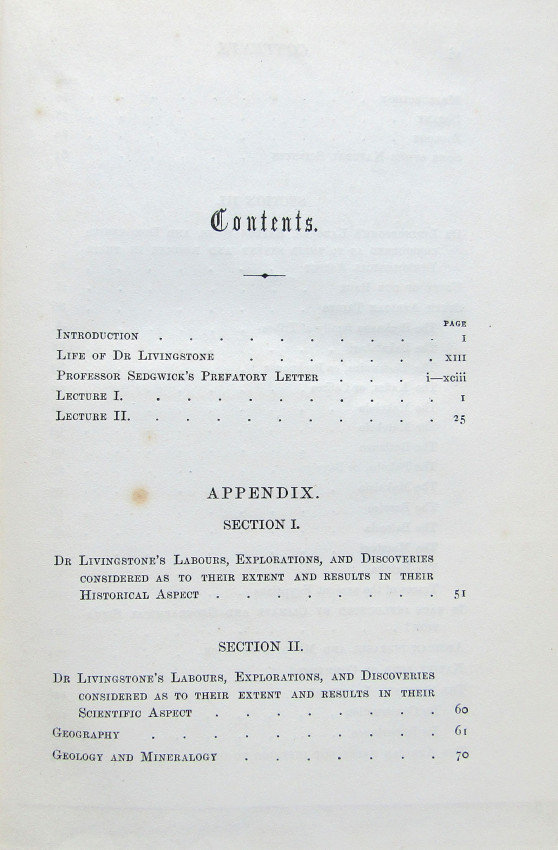 Contents.
PAGE
INTRODUCTION . . . . . . . . . . I
LIFE OF DR LIVINGSTONE . . . . . . XIII
PROFESSOR SEDGWICK'S PREFATORY LETTER . . . i—xciii
LECTURE I. . . . . . . . . . . 1
LECTURE II. . . . . . . . . . . 25
APPENDIX.
SECTION I.
DR LIVINGSTONE'S LABOURS, EXPLORATIONS, AND DISCOVERIES
CONSIDERED AS TO THEIR EXTENT AND RESULTS IN THEIR
HISTORICAL ASPECT . . . . . . . . 51
SECTION II.
DR LIVINGSTONE'S LABOURS, EXPLORATIONS, AND DISCOVERIES
CONSIDERED AS TO THEIR EXTENT AND RESULTS IN THEIR
SCIENTIFIC ASPECT . . . . . . . . 60
GEOGRAPHY . . . . . . . . . . 61
GEOLOGY AND MINERALOGY . . . . . . 70